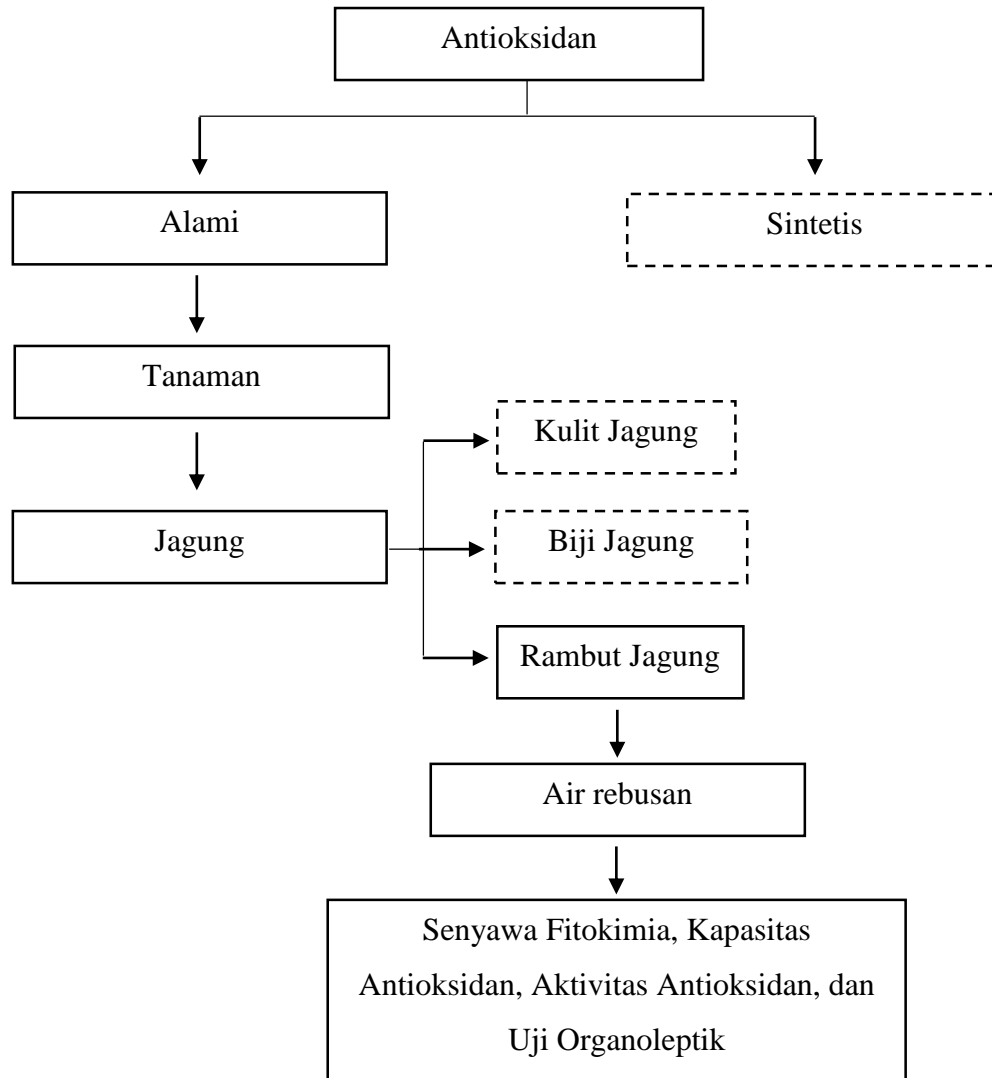 Antioksidan
Alami
Sintetis
Tanaman
Kulit Jagung
Jagung
Biji Jagung
Rambut Jagung
Air rebusan
Senyawa Fitokimia, Kapasitas
Antioksidan, Aktivitas Antioksidan, dan
Uji Organoleptik